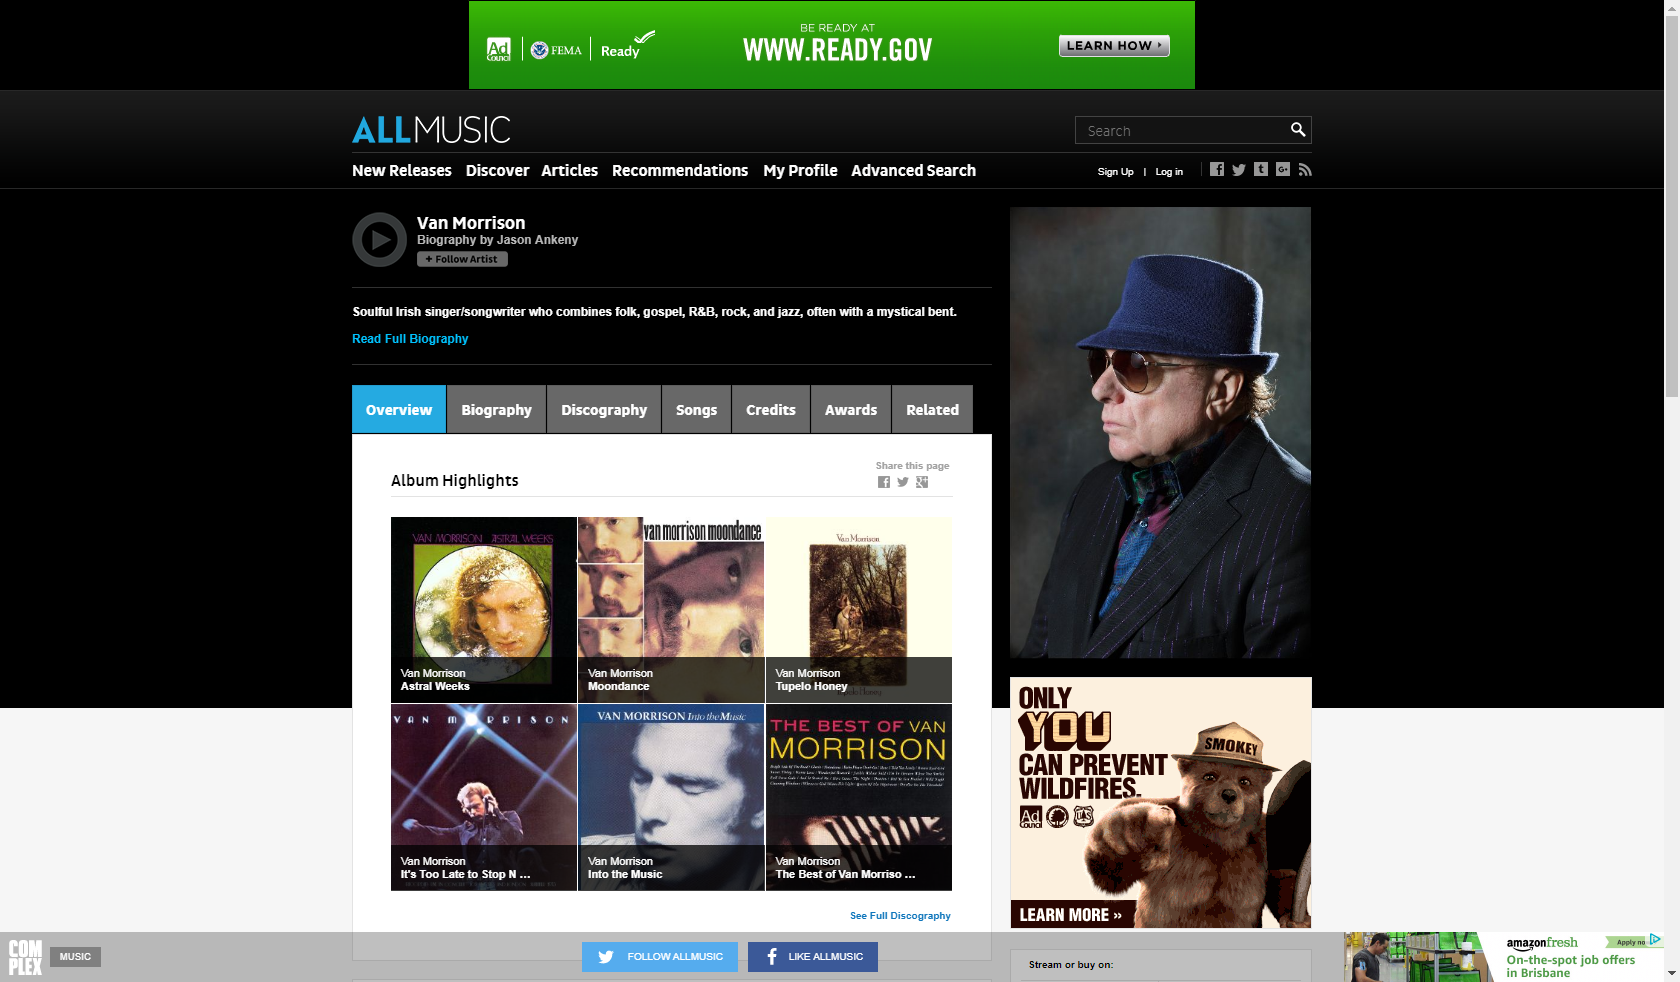 Ad Council
FEMA
Ready
BE READY AT
WWW.READY.GOV
LEARN HOW
ALLMUSIC
Search
New Releases
Discover
Articles
Recommendations
My Profile
Advanced Search
Sign Up | Log in
Van Morrison
Biography by Jason Ankeny
+ Follow Artist
Soulful Irish singer/songwriter who combines folk, gospel, R&B, rock, and jazz, often with a mystical bent.
Read Full Biography
Overview
Biography
Discography
Songs
Credits
Awards
Related
Share this page
Album Highlights
VAN MORRISON ASTRAL WEEKS
van morrison moondance
Van Morrison
Van Morrison
Astral Weeks
Van Morrison
Moondance
Van Morrison
Tupelo Honey
Tupelo Honey
VAN MORRISON
VAN MORRISON Into the Music
THE BEST OF VAN
MORRISON
Van Morrison
It's Too Late to Stop N ...
Van Morrison
Into the Music
Van Morrison
The Best of Van Morriso ...
See Full Discography
ONLY
YOU
CAN PREVENT
WILDFIRES.
SMOKEY
Ad Council
US
LEARN MORE »
COMPLEX
MUSIC
FOLLOW ALLMUSIC
LIKE ALLMUSIC
Stream or buy on:
amazonfresh
Apply no
On-the-spot job offers
in Brisbane